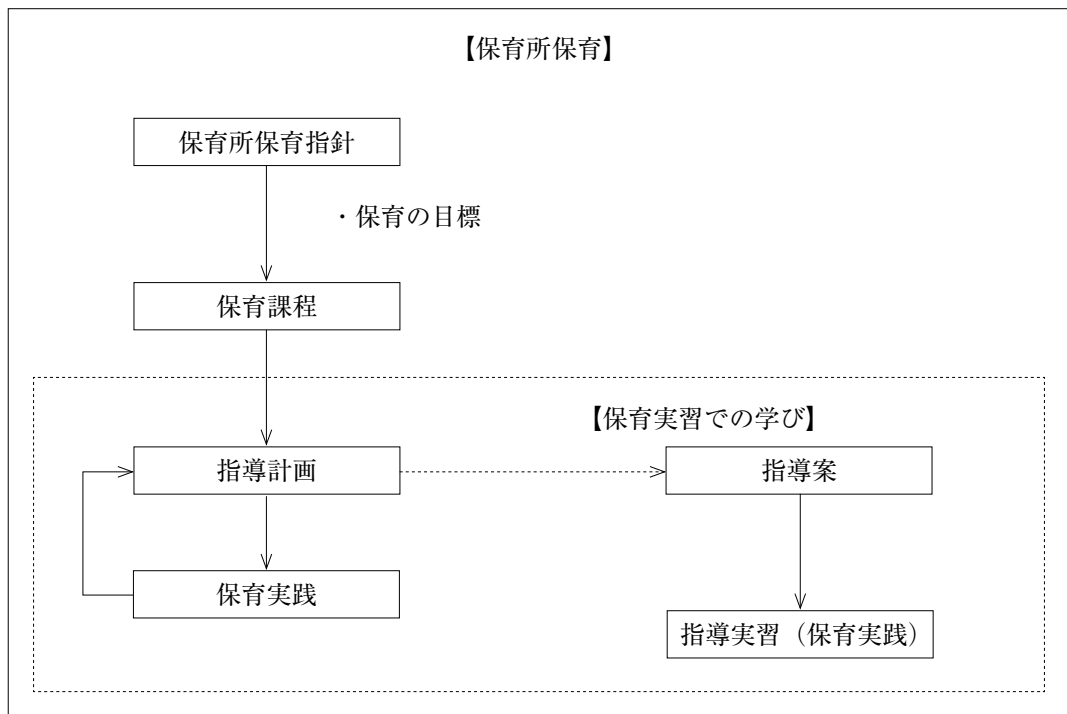 【保育所保育】
保育所保育指針
・保育の目標
保育課程
【保育実習での学び】
指導計画
指導案
保育実践
指導実習（保育実践）